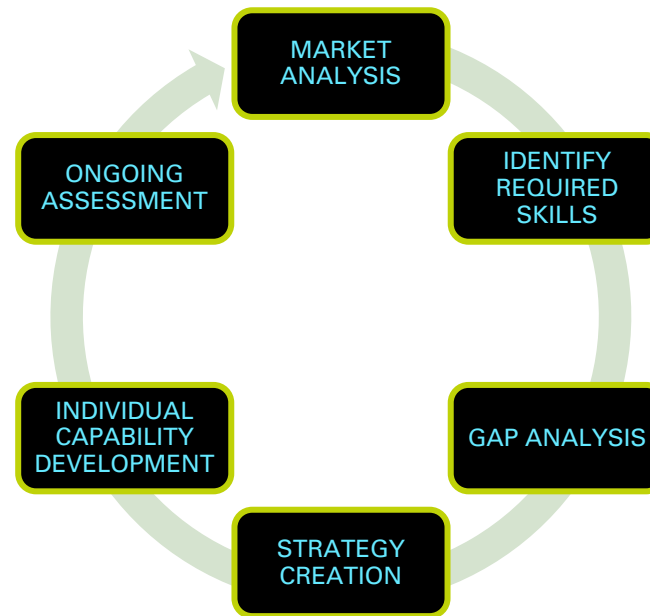 MARKET
ANALYSIS
IDENTIFY
REQUIRED
SKILLS
GAP ANALYSIS
STRATEGY
CREATION
INDIVIDUAL
CAPABILITY
DEVELOPMENT
ONGOING
ASSESSMENT